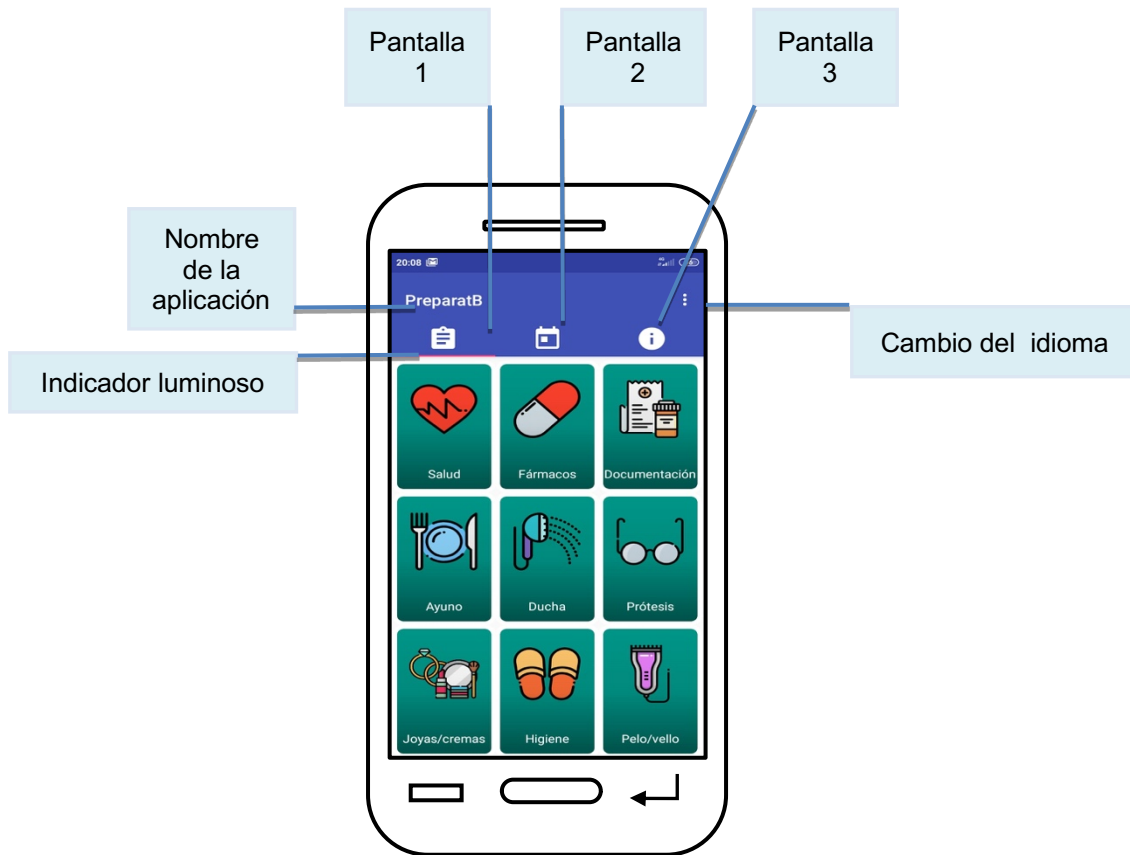 Pantalla
1
Pantalla
2
Pantalla
3
Nombre
de la
aplicación
Indicador luminoso
Cambio del idioma
20:08
4G
PreparatB
Salud
Fármacos
Documentación
Ayuno
Ducha
Prótesis
Joyas/cremas
Higiene
Pelo/vello